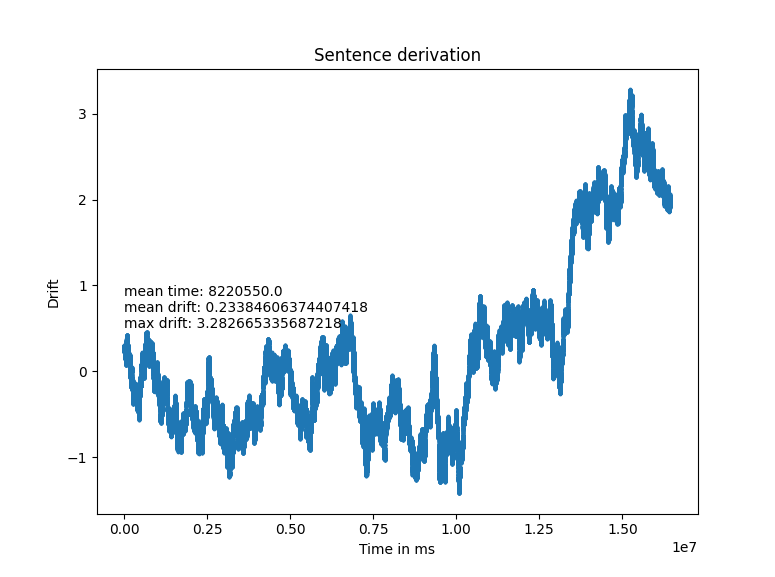 Sentence derivation
3
2
1
0
−1
Drift
mean time: 8220550.0
mean drift: 0.23384606374407418
max drift: 3.282665335687218
0.00 0.25 0.50 0.75 1.00 1.25 1.50
1e7
Time in ms